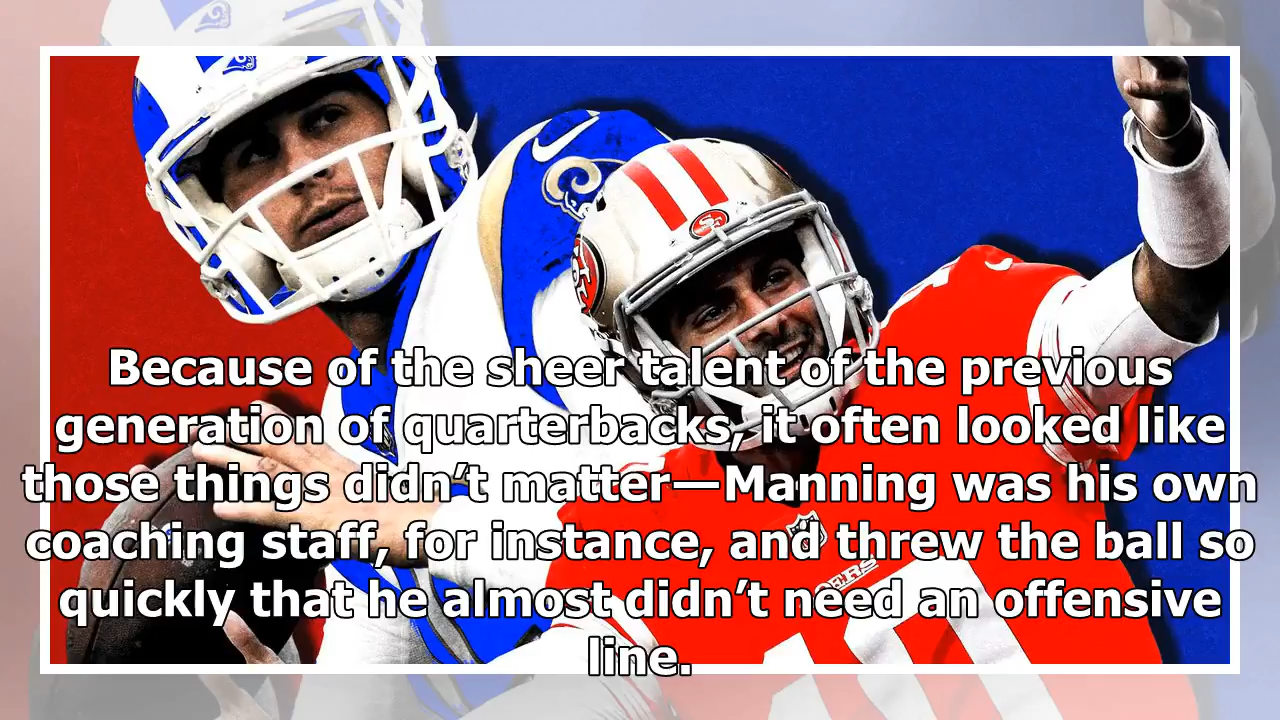 Because of the sheer talent of the previous
generation of quarterbacks, it often looked like
those things didn’t matter—Manning was his own
coaching staff, for instance, and threw the ball so
quickly that he almost didn’t need an offensive
line.